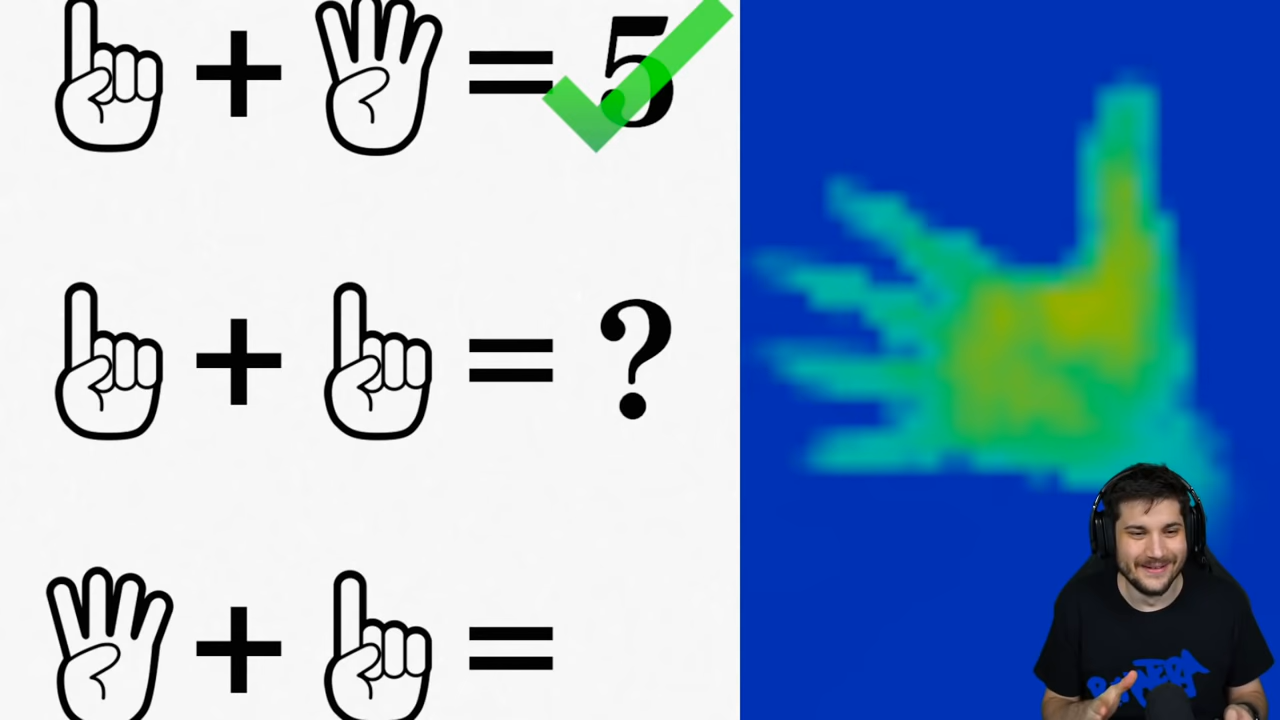 + = 5
+ = ?
+ =